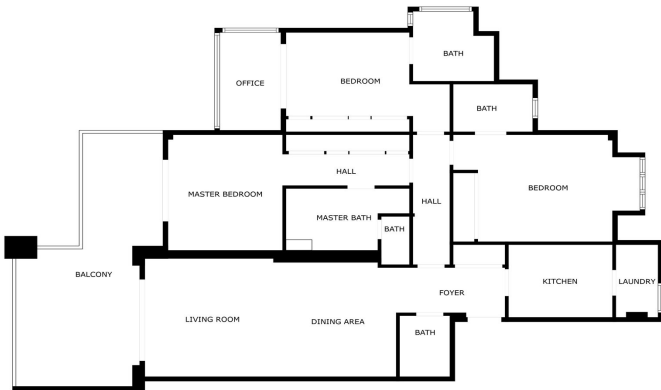 BATH
OFFICE
BEDROOM
BATH
HALL
MASTER BEDROOM
BEDROOM
HALL
MASTER BATH
BATH
BALCONY
FOYER
KITCHEN
LAUNDRY
LIVING ROOM
DINING AREA
BATH